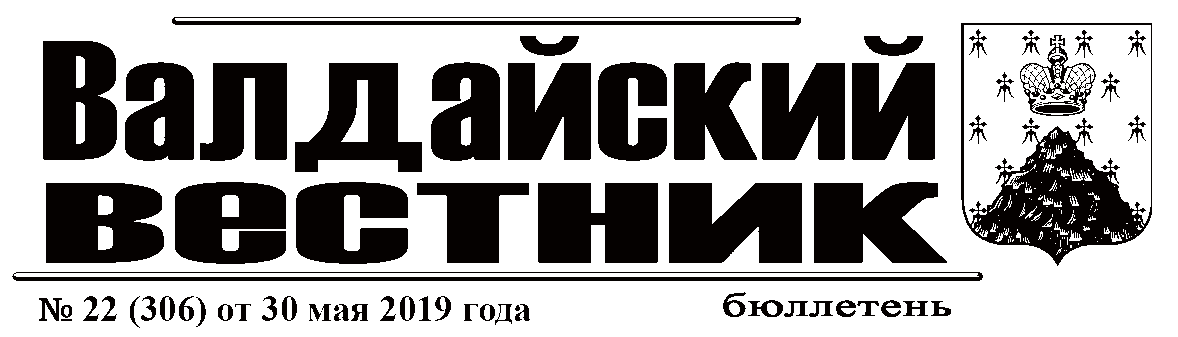 Валдайский
вестник
№ 22 (306) от 30 мая 2019 года бюллетень